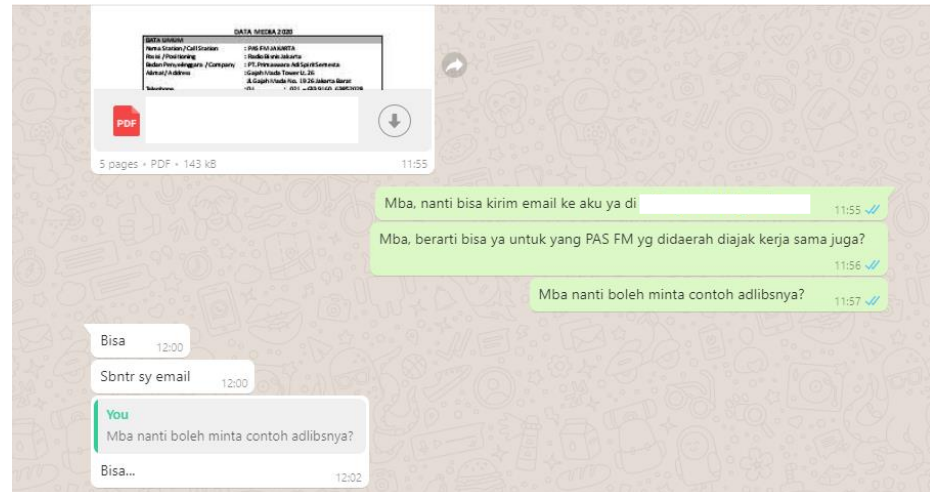 DATA MEDIA 2020
DATA UMUM
Nama Station / Call Station : PAS FM JAKARTA
Posisi / Positioning : Radio Bisnis Jakarta
Badan Penyelenggara / Company : PT. Primaswara Adi Spirit Semesta
Alamat / Address : Gajah Mada Tower Lt. 26
Jl. Gajah Mada No. 19-26 Jakarta Barat
Telephone
PDF
5 pages • PDF • 143 kB 11:55
Mba, nanti bisa kirim email ke aku ya di 11:55
Mba, berarti bisa ya untuk yang PAS FM yg didaerah diajak kerja sama juga?
11:56
Mba nanti boleh minta contoh adlibsnya? 11:57
Bisa 12:00
Sbntr sy email 12:00
You
Mba nanti boleh minta contoh adlibsnya?
Bisa... 12:02